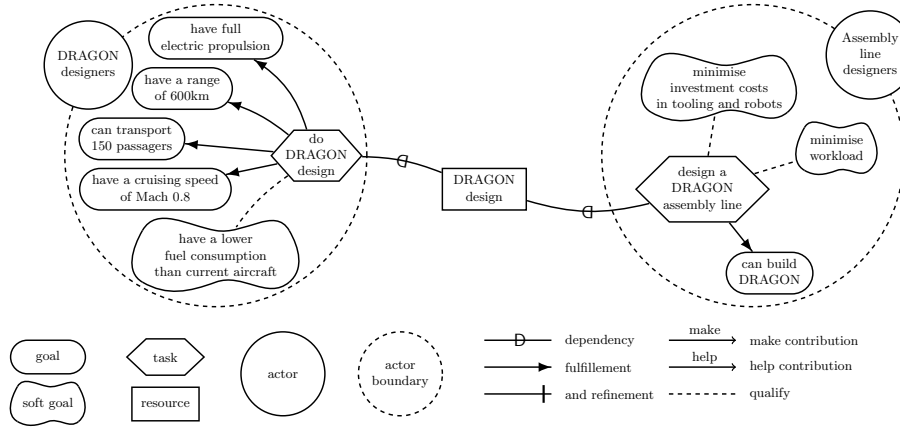 DRAGON
designers
have full
electric propulsion
have a range
of 600km
can transport
150 passagers
have a cruising speed
of Mach 0.8
have a lower
fuel consumption
than current aircraft
do
DRAGON
design
D
DRAGON
design
D
Assembly
line
designers
minimise
investment costs
in tooling and robots
minimise
workload
design a
DRAGON
assembly line
can build
DRAGON
goal
task
actor
actor
boundary
soft goal
resource
D
dependency
fulfillment
and refinement
make
make contribution
help
help contribution
qualify